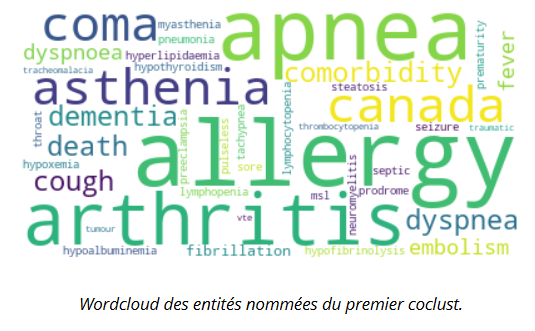 coma
myasthenia
apnea
prematurity
fever
pneumonia
dyspnoea
hyperlipidaemia
tracheomalacia
hypothyroidism
comorbidity
asthenia
steatosis
canada
throat
dementia
preeclampsia
pulseless
tachypnea
lymphocytopenia
thrombocytopenia
seizure
traumatic
death
allergy
hypoxemia
sore
neuromyelitis
septic
cough
lymphopenia
msl
prodrome
arthritis
vte
dyspnea
tumour
hypoalbuminemia
fibrillation
hypofibrinolysis
embolism
Wordcloud des entités nommées du premier coclust.